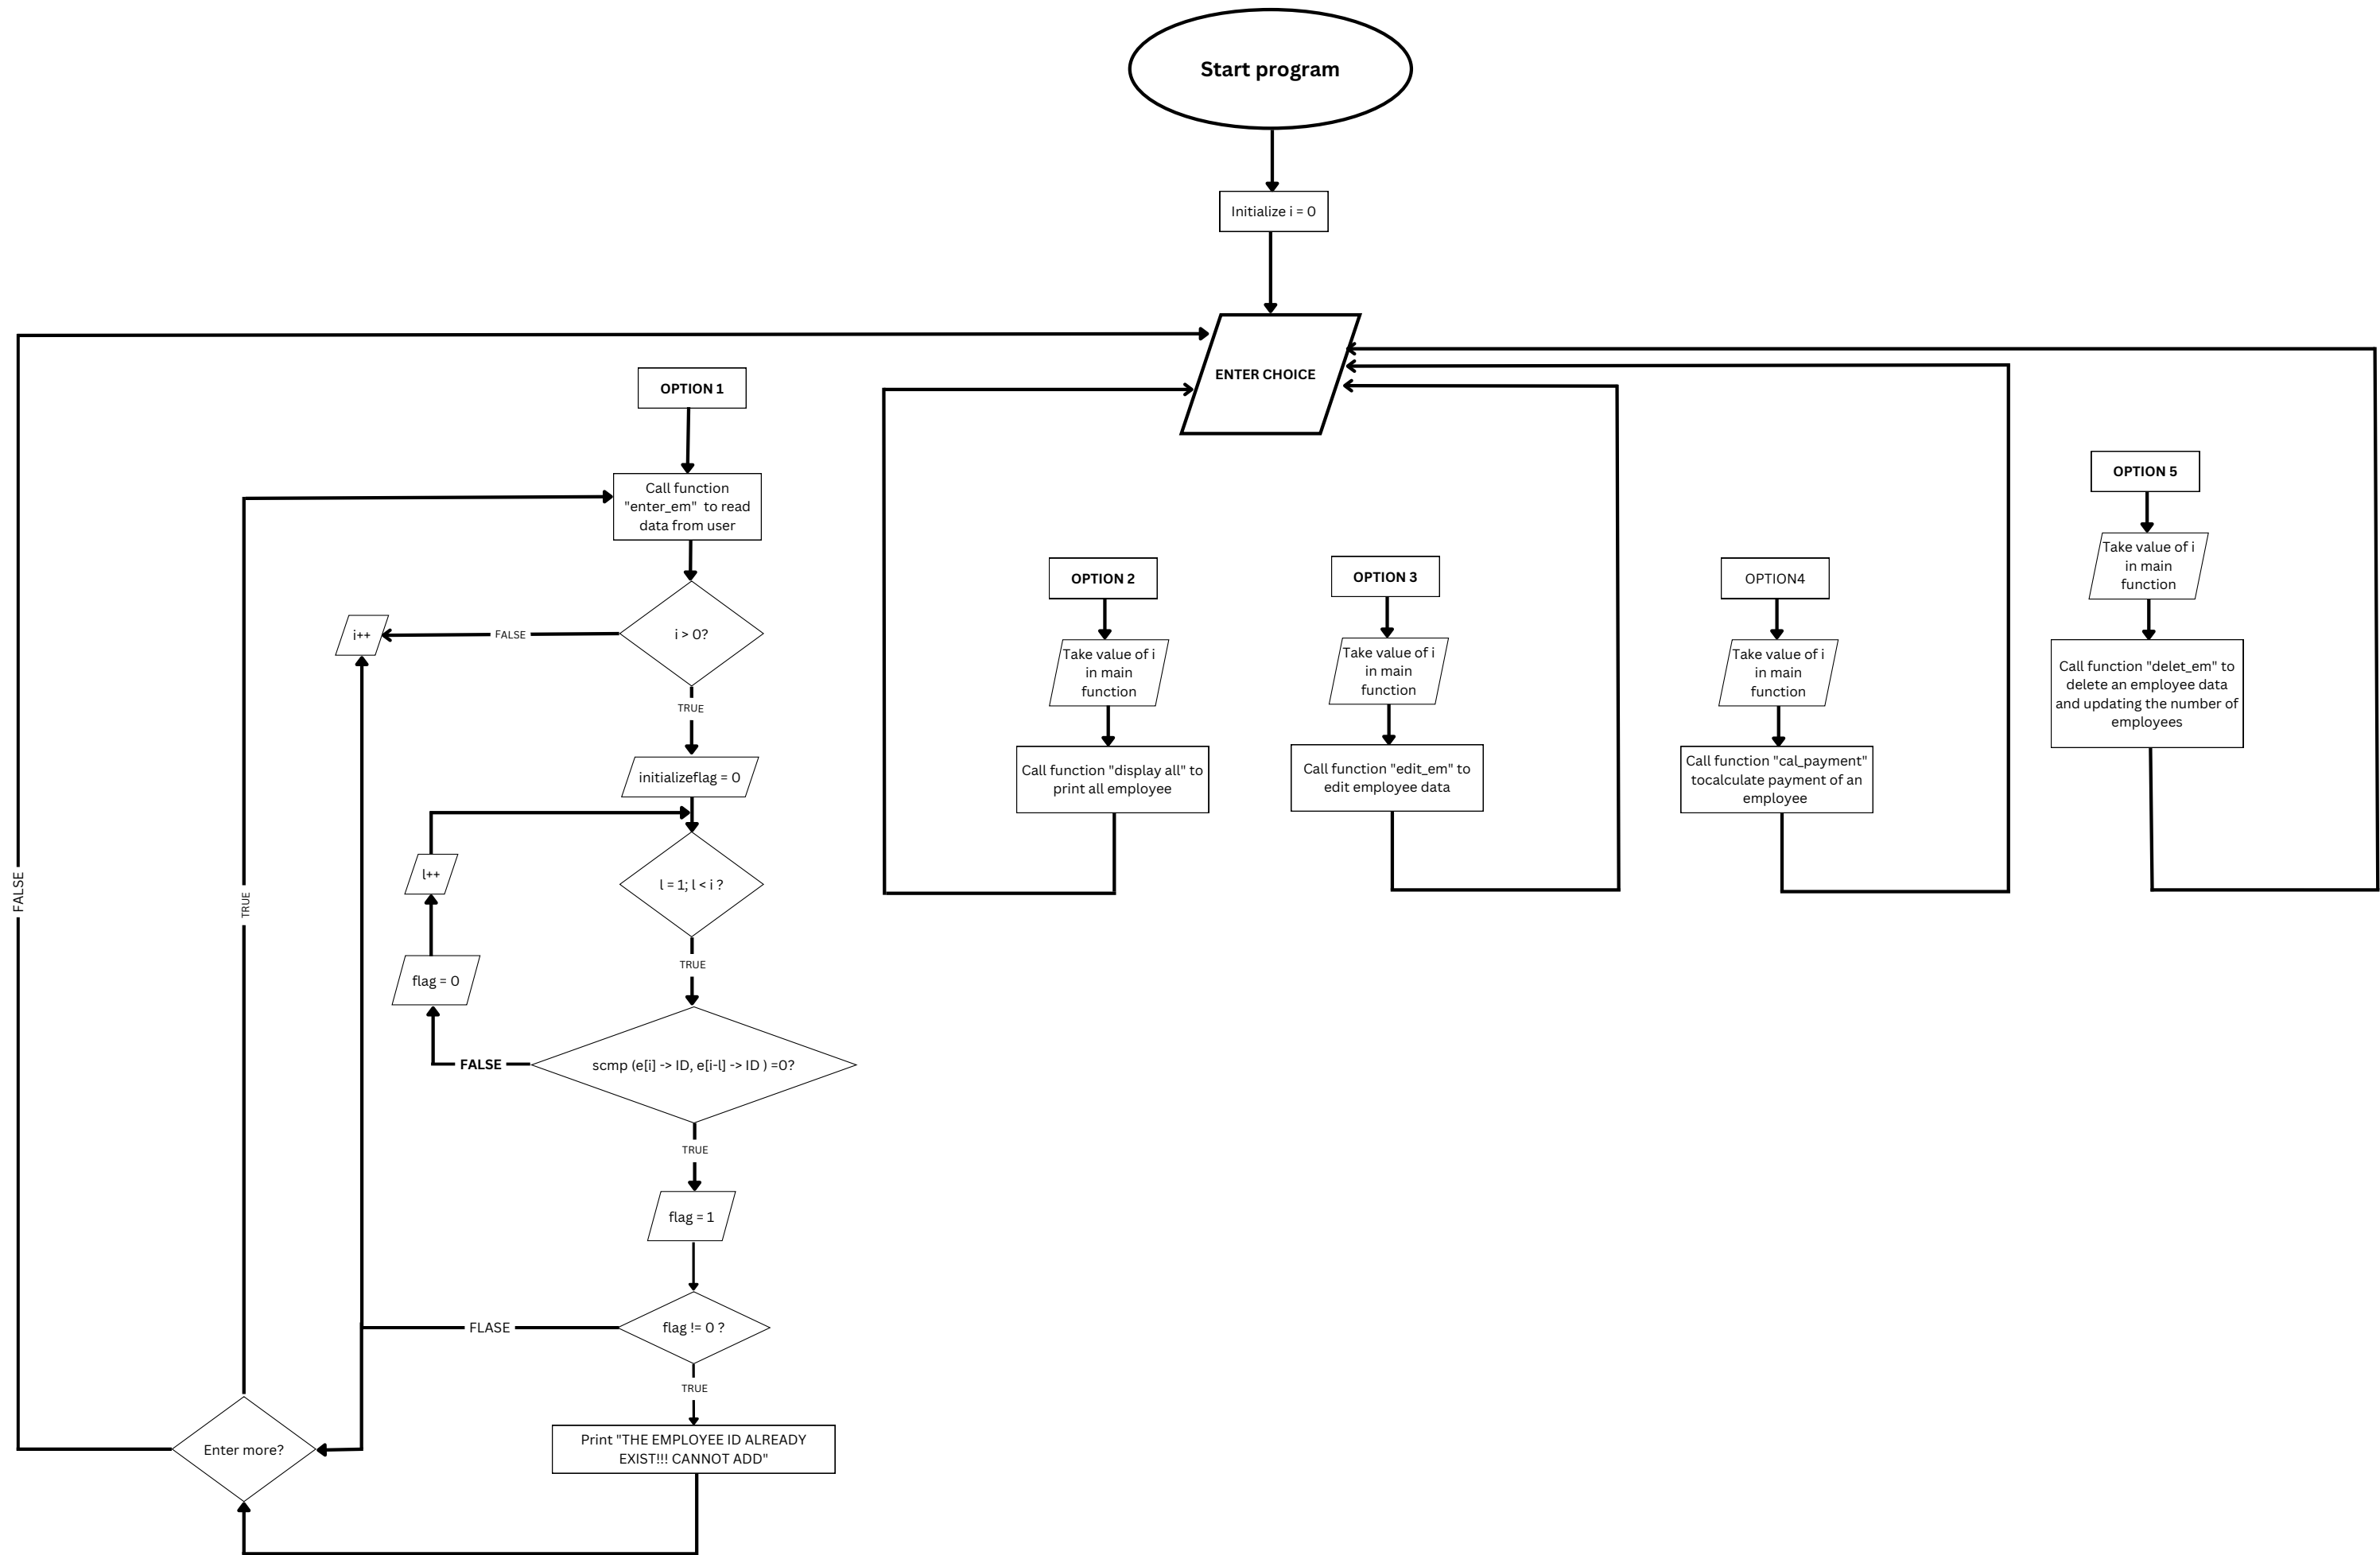 Start program
Initialize i = 0
ENTER CHOICE
OPTION 1
Call function
"enter_em"  to read
data from user
i > 0?
FALSE
i++
TRUE
initializeflag = 0
l = 1; l < i ?
l++
flag = 0
TRUE
scmp (e[i] -> ID, e[i-l] -> ID ) =0?
FALSE
TRUE
flag = 1
flag != 0 ?
FLASE
TRUE
Print "THE EMPLOYEE ID ALREADY
EXIST!!! CANNOT ADD"
Enter more?
TRUE
FALSE
OPTION 2
Take value of i
in main
function
Call function "display all" to
print all employee
OPTION 3
Take value of i
in main
function
Call function "edit_em" to
edit employee data
OPTION4
Take value of i
in main
function
Call function "cal_payment"
tocalculate payment of an
employee
OPTION 5
Take value of i
in main
function
Call function "delet_em" to
delete an employee data
and updating the number of
employees